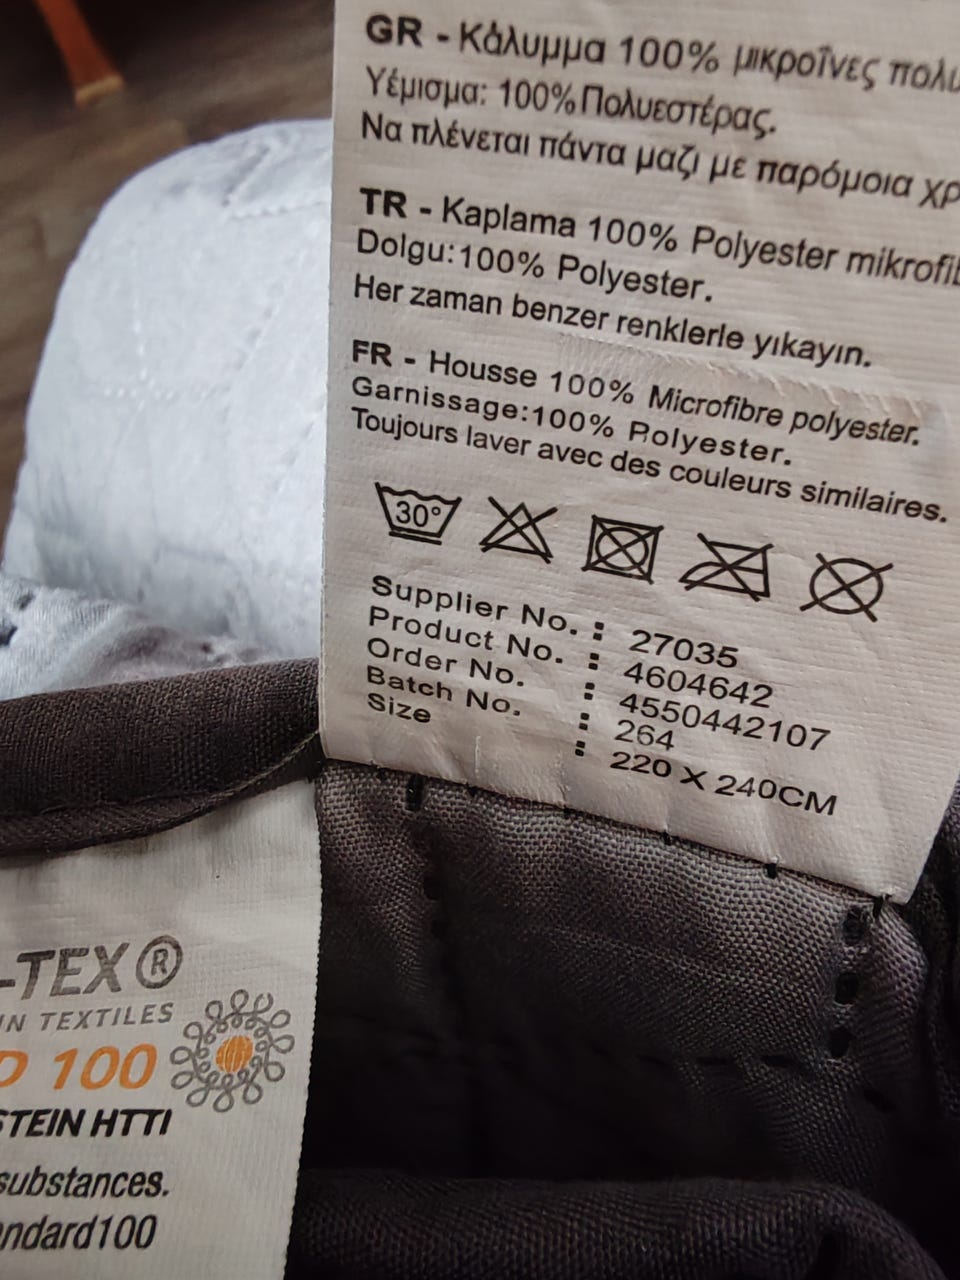 GR - Κάλυμμα 100% μικροΐνες πολυ
Υέμισμα: 100%Πολυεστέρας.
Να πλένεται πάντα μαζι με παρόμοια χρ
TR - Kaplama 100% Polyester mikrofib
Dolgu:100% Polyester.
Her zaman benzer renklerle yıkayın.
FR - Housse 100% Microfibre polyester.
Garnissage:100% Polyester.
Toujours laver avec des couleurs similaires.
30°
Supplier No. : 27035
Product No. : 4604642
Order No. : 4550442107
Batch No. : 264
Size : 220 X 240CM
-TEX®
IN TEXTILES
D 100
STEIN HTTI
substances.
ndard100